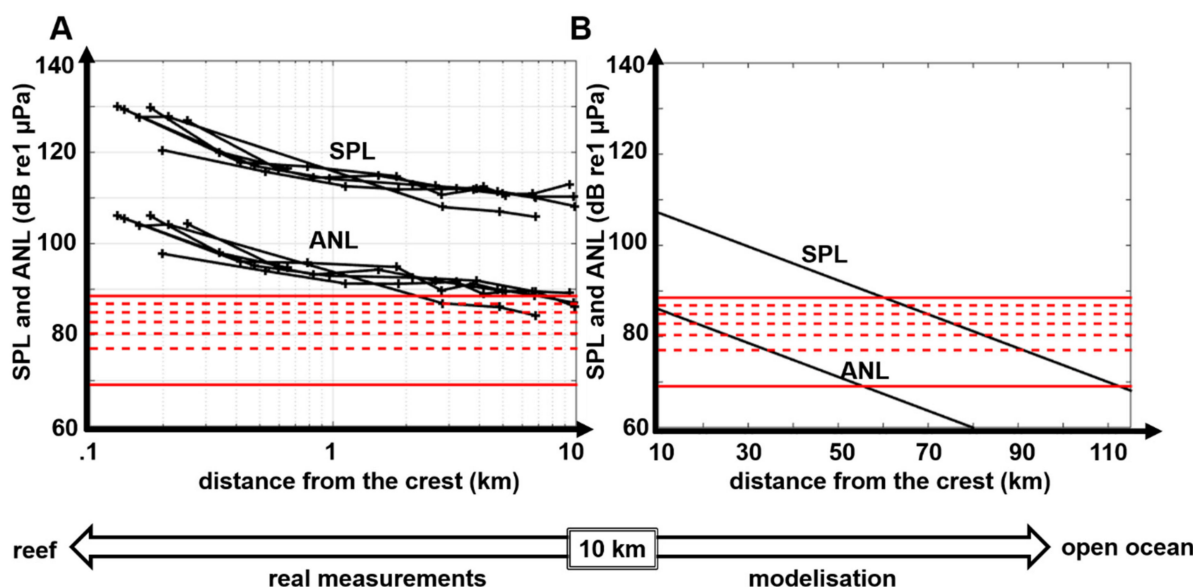 A
SPL and ANL (dB re1 µPa)
140
120
100
80
60
SPL
ANL
.1
1
10
distance from the crest (km)
B
SPL and ANL (dB re1 µPa)
140
120
100
80
60
SPL
ANL
10
30
50
70
90
110
distance from the crest (km)
reef
10 km
open ocean
real measurements
modelisation